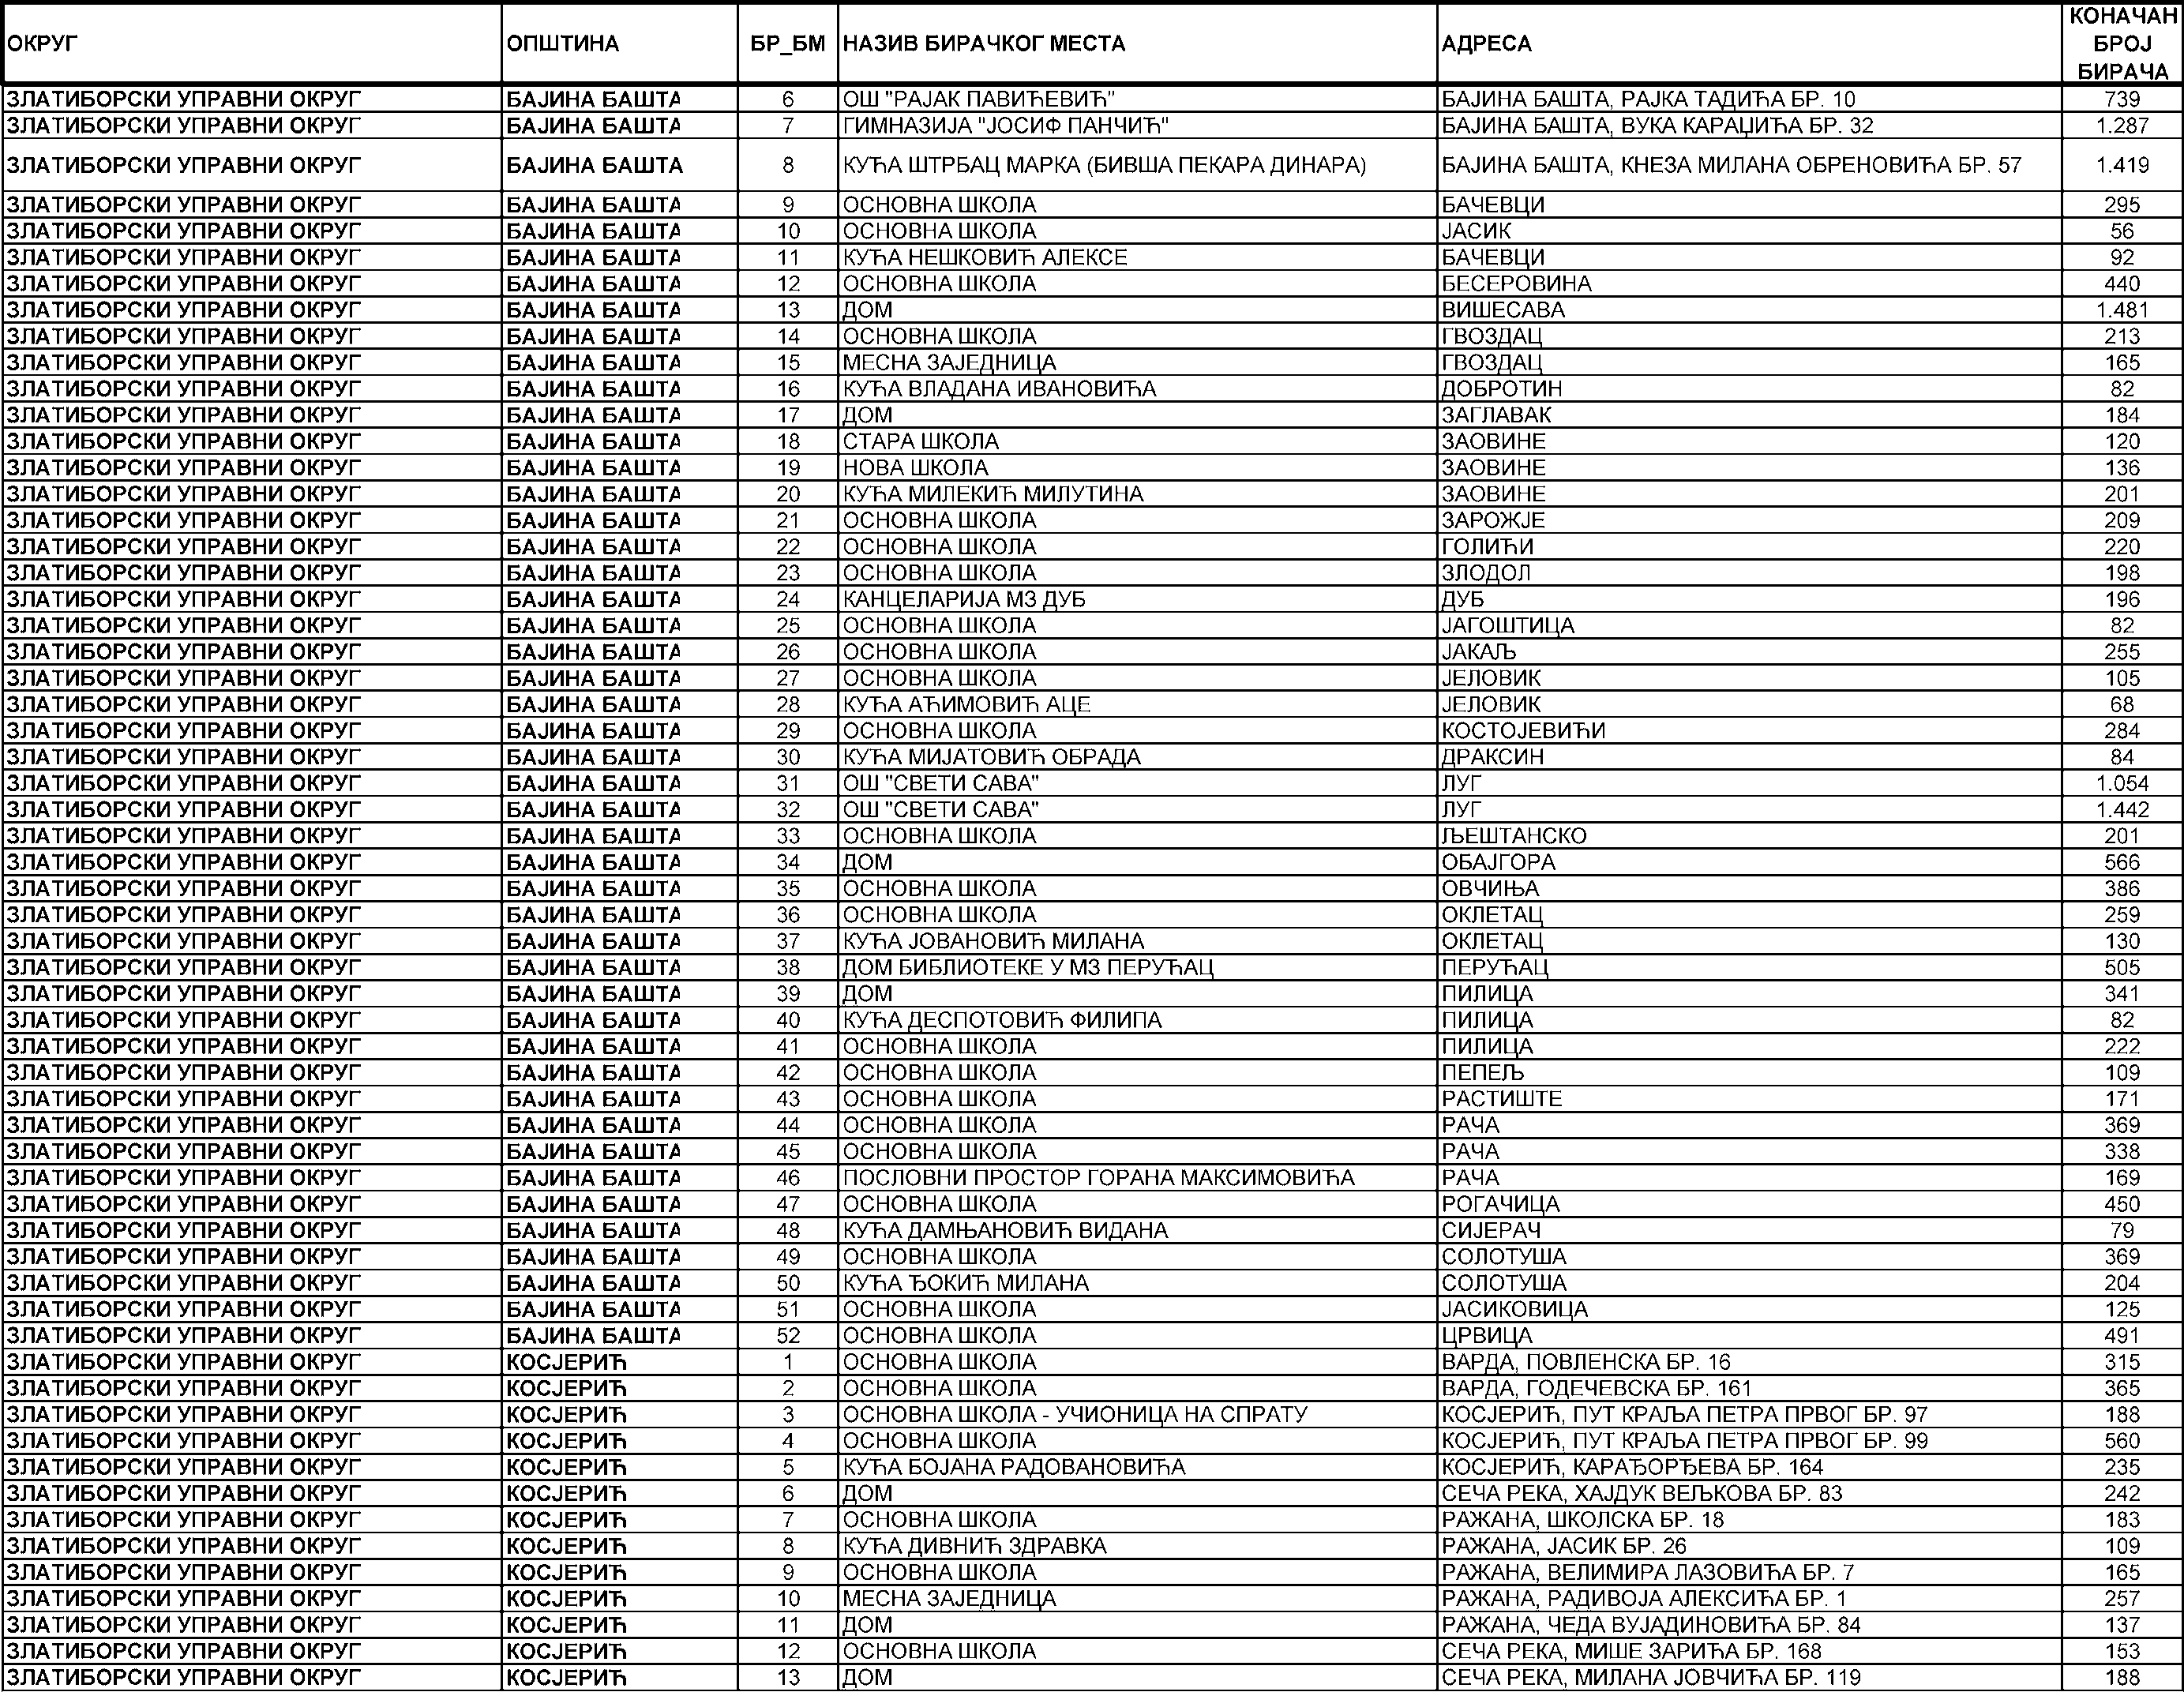 ОКРУГ ОПШТИНА БР_БМ НАЗИВ БИРАЧКОГ МЕСТА АДРЕСА КОНАЧАН БРОЈ БИРАЧА
ЗЛАТИБОРСКИ УПРАВНИ ОКРУГ БАЈИНА БАШТА 6 ОШ "РАЈАК ПАВИЋЕВИЋ" БАЈИНА БАШТА, РАЈКА ТАДИЋА БР. 10 739
ЗЛАТИБОРСКИ УПРАВНИ ОКРУГ БАЈИНА БАШТА 7 ГИМНАЗИЈА "ЈОСИФ ПАНЧИЋ" БАЈИНА БАШТА, ВУКА КАРАЏИЋА БР. 32 1.287
ЗЛАТИБОРСКИ УПРАВНИ ОКРУГ БАЈИНА БАШТА 8 КУЋА ШТРБАЦ МАРКА (БИВША ПЕКАРА ДИНАРА) БАЈИНА БАШТА, КНЕЗА МИЛАНА ОБРЕНОВИЋА БР. 57 1.419
ЗЛАТИБОРСКИ УПРАВНИ ОКРУГ БАЈИНА БАШТА 9 ОСНОВНА ШКОЛА БАЧЕВЦИ 295
ЗЛАТИБОРСКИ УПРАВНИ ОКРУГ БАЈИНА БАШТА 10 ОСНОВНА ШКОЛА ЈАСИК 56
ЗЛАТИБОРСКИ УПРАВНИ ОКРУГ БАЈИНА БАШТА 11 КУЋА НЕШКОВИЋ АЛЕКСЕ БАЧЕВЦИ 92
ЗЛАТИБОРСКИ УПРАВНИ ОКРУГ БАЈИНА БАШТА 12 ОСНОВНА ШКОЛА БЕСЕРОВИНА 440
ЗЛАТИБОРСКИ УПРАВНИ ОКРУГ БАЈИНА БАШТА 13 ДОМ ВИШЕСАВА 1.481
ЗЛАТИБОРСКИ УПРАВНИ ОКРУГ БАЈИНА БАШТА 14 ОСНОВНА ШКОЛА ГВОЗДАЦ 213
ЗЛАТИБОРСКИ УПРАВНИ ОКРУГ БАЈИНА БАШТА 15 МЕСНА ЗАЈЕДНИЦА ГВОЗДАЦ 165
ЗЛАТИБОРСКИ УПРАВНИ ОКРУГ БАЈИНА БАШТА 16 КУЋА ВЛАДАНА ИВАНОВИЋА ДОБРОТИН 82
ЗЛАТИБОРСКИ УПРАВНИ ОКРУГ БАЈИНА БАШТА 17 ДОМ ЗАГЛАВАК 184
ЗЛАТИБОРСКИ УПРАВНИ ОКРУГ БАЈИНА БАШТА 18 СТАРА ШКОЛА ЗАОВИНЕ 120
ЗЛАТИБОРСКИ УПРАВНИ ОКРУГ БАЈИНА БАШТА 19 НОВА ШКОЛА ЗАОВИНЕ 136
ЗЛАТИБОРСКИ УПРАВНИ ОКРУГ БАЈИНА БАШТА 20 КУЋА МИЛЕКИЋ МИЛУТИНА ЗАОВИНЕ 201
ЗЛАТИБОРСКИ УПРАВНИ ОКРУГ БАЈИНА БАШТА 21 ОСНОВНА ШКОЛА ЗАРОЖЈЕ 209
ЗЛАТИБОРСКИ УПРАВНИ ОКРУГ БАЈИНА БАШТА 22 ОСНОВНА ШКОЛА ГОЛИЋИ 220
ЗЛАТИБОРСКИ УПРАВНИ ОКРУГ БАЈИНА БАШТА 23 ОСНОВНА ШКОЛА ЗЛОДОЛ 198
ЗЛАТИБОРСКИ УПРАВНИ ОКРУГ БАЈИНА БАШТА 24 КАНЦЕЛАРИЈА МЗ ДУБ ДУБ 196
ЗЛАТИБОРСКИ УПРАВНИ ОКРУГ БАЈИНА БАШТА 25 ОСНОВНА ШКОЛА ЈАГОШТИЦА 82
ЗЛАТИБОРСКИ УПРАВНИ ОКРУГ БАЈИНА БАШТА 26 ОСНОВНА ШКОЛА ЈАКАЉ 255
ЗЛАТИБОРСКИ УПРАВНИ ОКРУГ БАЈИНА БАШТА 27 ОСНОВНА ШКОЛА ЈЕЛОВИК 105
ЗЛАТИБОРСКИ УПРАВНИ ОКРУГ БАЈИНА БАШТА 28 КУЋА АЋИМОВИЋ АЦЕ ЈЕЛОВИК 68
ЗЛАТИБОРСКИ УПРАВНИ ОКРУГ БАЈИНА БАШТА 29 ОСНОВНА ШКОЛА КОСТОЈЕВИЋИ 284
ЗЛАТИБОРСКИ УПРАВНИ ОКРУГ БАЈИНА БАШТА 30 КУЋА МИЈАТОВИЋ ОБРАДА ДРАКСИН 84
ЗЛАТИБОРСКИ УПРАВНИ ОКРУГ БАЈИНА БАШТА 31 ОШ "СВЕТИ САВА" ЛУГ 1.054
ЗЛАТИБОРСКИ УПРАВНИ ОКРУГ БАЈИНА БАШТА 32 ОШ "СВЕТИ САВА" ЛУГ 1.442
ЗЛАТИБОРСКИ УПРАВНИ ОКРУГ БАЈИНА БАШТА 33 ОСНОВНА ШКОЛА ЉЕШТАНСКО 201
ЗЛАТИБОРСКИ УПРАВНИ ОКРУГ БАЈИНА БАШТА 34 ДОМ ОБАЈГОРА 566
ЗЛАТИБОРСКИ УПРАВНИ ОКРУГ БАЈИНА БАШТА 35 ОСНОВНА ШКОЛА ОВЧИЊА 386
ЗЛАТИБОРСКИ УПРАВНИ ОКРУГ БАЈИНА БАШТА 36 ОСНОВНА ШКОЛА ОКЛЕТАЦ 259
ЗЛАТИБОРСКИ УПРАВНИ ОКРУГ БАЈИНА БАШТА 37 КУЋА ЈОВАНОВИЋ МИЛАНА ОКЛЕТАЦ 130
ЗЛАТИБОРСКИ УПРАВНИ ОКРУГ БАЈИНА БАШТА 38 ДОМ БИБЛИОТЕКЕ У МЗ ПЕРУЋАЦ ПЕРУЋАЦ 505
ЗЛАТИБОРСКИ УПРАВНИ ОКРУГ БАЈИНА БАШТА 39 ДОМ ПИЛИЦА 341
ЗЛАТИБОРСКИ УПРАВНИ ОКРУГ БАЈИНА БАШТА 40 КУЋА ДЕСПОТОВИЋ ФИЛИПА ПИЛИЦА 82
ЗЛАТИБОРСКИ УПРАВНИ ОКРУГ БАЈИНА БАШТА 41 ОСНОВНА ШКОЛА ПИЛИЦА 222
ЗЛАТИБОРСКИ УПРАВНИ ОКРУГ БАЈИНА БАШТА 42 ОСНОВНА ШКОЛА ПЕПЕЉ 109
ЗЛАТИБОРСКИ УПРАВНИ ОКРУГ БАЈИНА БАШТА 43 ОСНОВНА ШКОЛА РАСТИШТЕ 171
ЗЛАТИБОРСКИ УПРАВНИ ОКРУГ БАЈИНА БАШТА 44 ОСНОВНА ШКОЛА РАЧА 369
ЗЛАТИБОРСКИ УПРАВНИ ОКРУГ БАЈИНА БАШТА 45 ОСНОВНА ШКОЛА РАЧА 338
ЗЛАТИБОРСКИ УПРАВНИ ОКРУГ БАЈИНА БАШТА 46 ПОСЛОВНИ ПРОСТОР ГОРАНА МАКСИМОВИЋА РАЧА 169
ЗЛАТИБОРСКИ УПРАВНИ ОКРУГ БАЈИНА БАШТА 47 ОСНОВНА ШКОЛА РОГАЧИЦА 450
ЗЛАТИБОРСКИ УПРАВНИ ОКРУГ БАЈИНА БАШТА 48 КУЋА ДАМЊАНОВИЋ ВИДАНА СИЈЕРАЧ 79
ЗЛАТИБОРСКИ УПРАВНИ ОКРУГ БАЈИНА БАШТА 49 ОСНОВНА ШКОЛА СОЛОТУША 369
ЗЛАТИБОРСКИ УПРАВНИ ОКРУГ БАЈИНА БАШТА 50 КУЋА ЂОКИЋ МИЛАНА СОЛОТУША 204
ЗЛАТИБОРСКИ УПРАВНИ ОКРУГ БАЈИНА БАШТА 51 ОСНОВНА ШКОЛА ЈАСИКОВИЦА 125
ЗЛАТИБОРСКИ УПРАВНИ ОКРУГ БАЈИНА БАШТА 52 ОСНОВНА ШКОЛА ЦРВИЦА 491
ЗЛАТИБОРСКИ УПРАВНИ ОКРУГ КОСЈЕРИЋ 1 ОСНОВНА ШКОЛА ВАРДА, ПОВЛЕНСКА БР. 16 315
ЗЛАТИБОРСКИ УПРАВНИ ОКРУГ КОСЈЕРИЋ 2 ОСНОВНА ШКОЛА ВАРДА, ГОДЕЧЕВСКА БР. 161 365
ЗЛАТИБОРСКИ УПРАВНИ ОКРУГ КОСЈЕРИЋ 3 ОСНОВНА ШКОЛА - УЧИОНИЦА НА СПРАТУ КОСЈЕРИЋ, ПУТ КРАЉА ПЕТРА ПРВОГ БР. 97 188
ЗЛАТИБОРСКИ УПРАВНИ ОКРУГ КОСЈЕРИЋ 4 ОСНОВНА ШКОЛА КОСЈЕРИЋ, ПУТ КРАЉА ПЕТРА ПРВОГ БР. 99 560
ЗЛАТИБОРСКИ УПРАВНИ ОКРУГ КОСЈЕРИЋ 5 КУЋА БОЈАНА РАДОВАНОВИЋА КОСЈЕРИЋ, КАРАЂОРЂЕВА БР. 164 235
ЗЛАТИБОРСКИ УПРАВНИ ОКРУГ КОСЈЕРИЋ 6 ДОМ СЕЧА РЕКА, ХАЈДУК ВЕЉКОВА БР. 83 242
ЗЛАТИБОРСКИ УПРАВНИ ОКРУГ КОСЈЕРИЋ 7 ОСНОВНА ШКОЛА РАЖАНА, ШКОЛСКА БР. 18 183
ЗЛАТИБОРСКИ УПРАВНИ ОКРУГ КОСЈЕРИЋ 8 КУЋА ДИВНИЋ ЗДРАВКА РАЖАНА, ЈАСИК БР. 26 109
ЗЛАТИБОРСКИ УПРАВНИ ОКРУГ КОСЈЕРИЋ 9 ОСНОВНА ШКОЛА РАЖАНА, ВЕЛИМИРА ЛАЗОВИЋА БР. 7 165
ЗЛАТИБОРСКИ УПРАВНИ ОКРУГ КОСЈЕРИЋ 10 МЕСНА ЗАЈЕДНИЦА РАЖАНА, РАДИВОЈА АЛЕКСИЋА БР. 1 257
ЗЛАТИБОРСКИ УПРАВНИ ОКРУГ КОСЈЕРИЋ 11 ДОМ РАЖАНА, ЧЕДА ВУЈАДИНОВИЋА БР. 84 137
ЗЛАТИБОРСКИ УПРАВНИ ОКРУГ КОСЈЕРИЋ 12 ОСНОВНА ШКОЛА СЕЧА РЕКА, МИШЕ ЗАРИЋА БР. 168 153
ЗЛАТИБОРСКИ УПРАВНИ ОКРУГ КОСЈЕРИЋ 13 ДОМ СЕЧА РЕКА, МИЛАНА ЈОВЧИЋА БР. 119 188